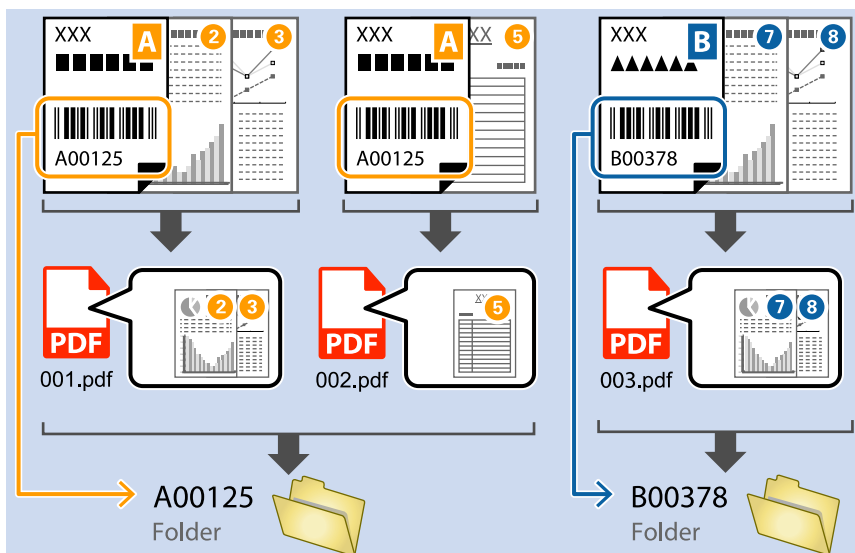 XXX
A
2
3
A00125
XXX
A
XX
5
A00125
XXX
B
7
8
B00378
PDF
2
3
001.pdf
PDF
XX
5
002.pdf
PDF
7
8
003.pdf
A00125
Folder
B00378
Folder